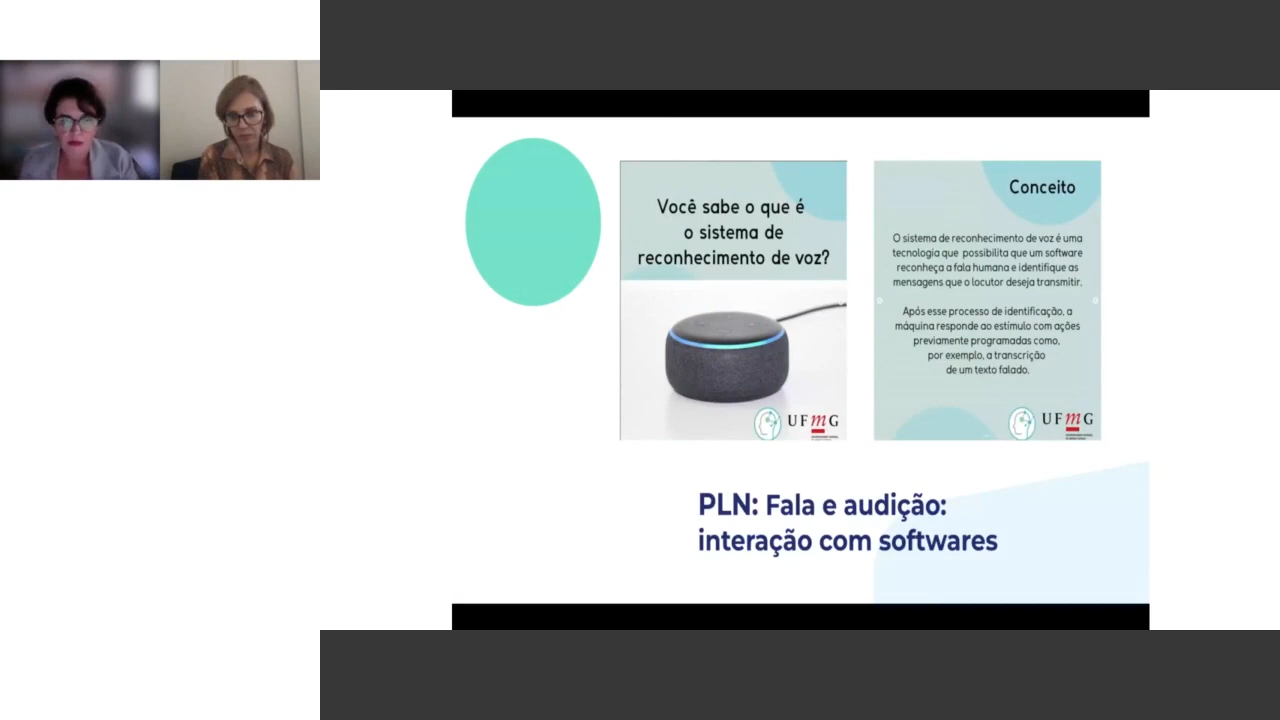 Você sabe o que é
o sistema de
reconhecimento de voz?
UFmG
Conceito
O sistema de reconhecimento de voz é uma
tecnologia que possibilita que um software
reconheça a fala humana e identifique as
mensagens que o locutor deseja transmitir.
Após esse processo de identificação, a
máquina responde ao estímulo com ações
previamente programadas como,
por exemplo, a transcrição
de um texto falado.
UFmG
PLN: Fala e audição:
interação com softwares